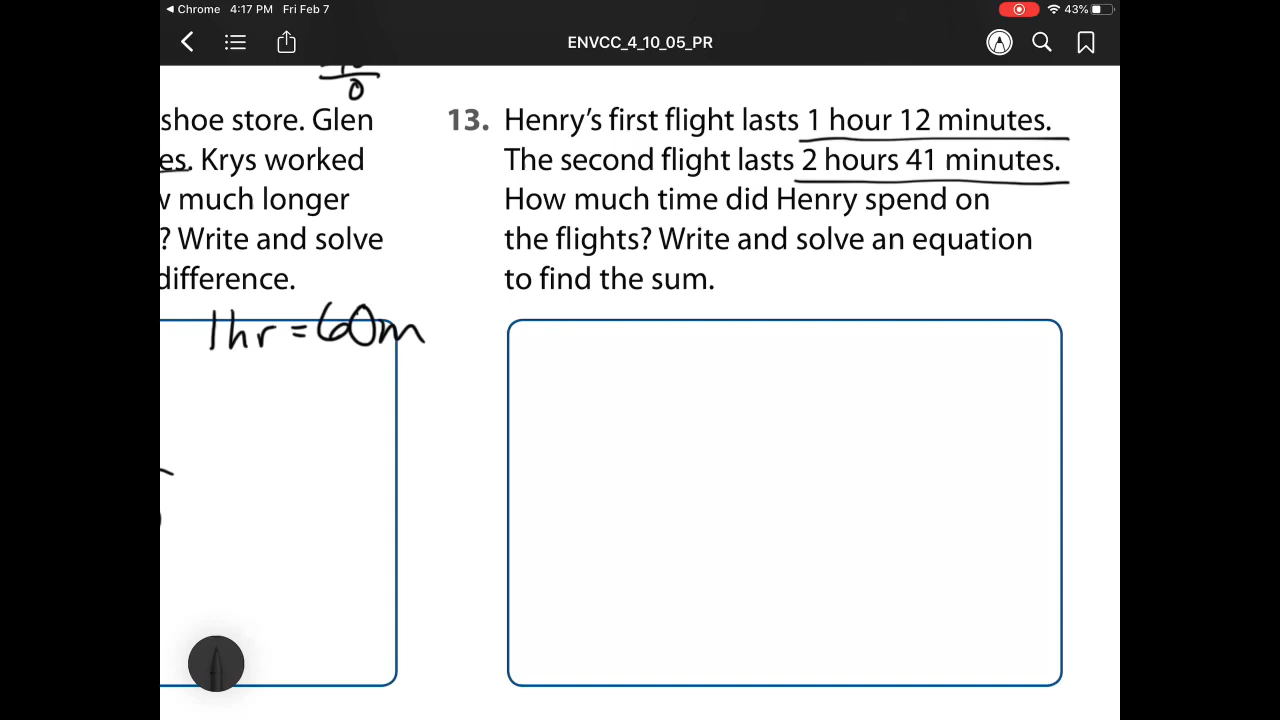 Chrome 4:17 PM Fri Feb 7
43%
ENVCC_4_10_05_PR
0
shoe store. Glen
es. Krys worked
w much longer
? Write and solve
difference.
1hr = 60m
13. Henry's first flight lasts 1 hour 12 minutes.
The second flight lasts 2 hours 41 minutes.
How much time did Henry spend on
the flights? Write and solve an equation
to find the sum.